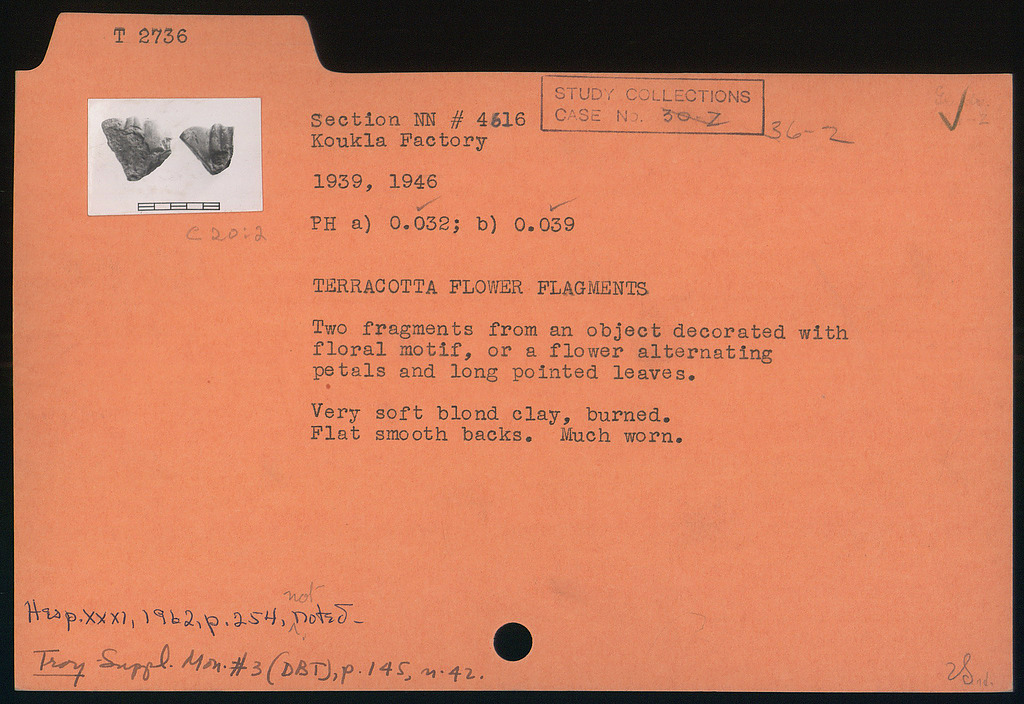 T 2736
Section NN # 4616
Koukla Factory
STUDY COLLECTIONS
CASE No. 30-Z
36-2
1939, 1946
PH a) 0.032; b) 0.039
C 20:2
TERRACOTTA FLOWER FLAGMENTS
Two fragments from an object decorated with
floral motif, or a flower alternating
petals and long pointed leaves.
Very soft blond clay, burned.
Flat smooth backs. Much worn.
not
Hesp. XXXI, 1962, p. 254, noted
Troy Suppl. Mon. #3 (DBT), p. 145, n. 42.